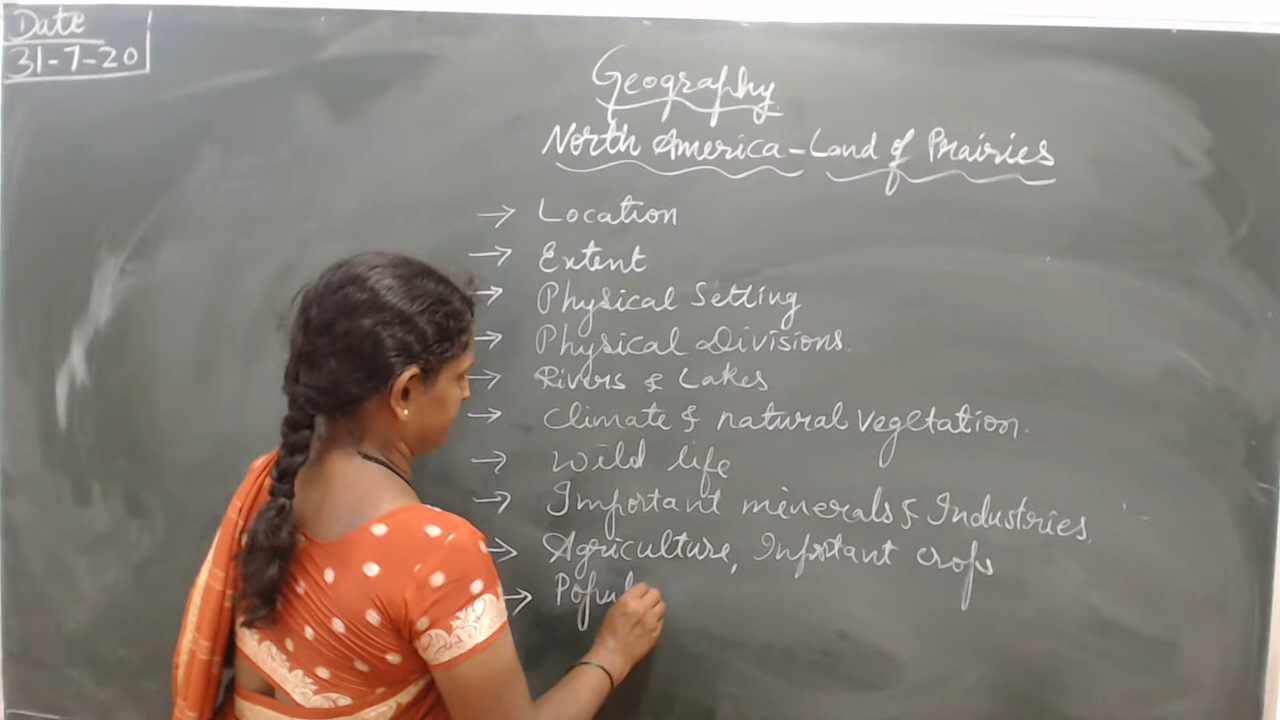 Date
31-7-20
Geography
North America-Land of Prairies
→ Location
→ Extent
→ Physical Setting
→ Physical Divisions.
→ Rivers & Lakes
→ Climate & natural vegetation.
→ Wild life
→ Important minerals & Industries.
→ Agriculture, Important crops
→ Popul